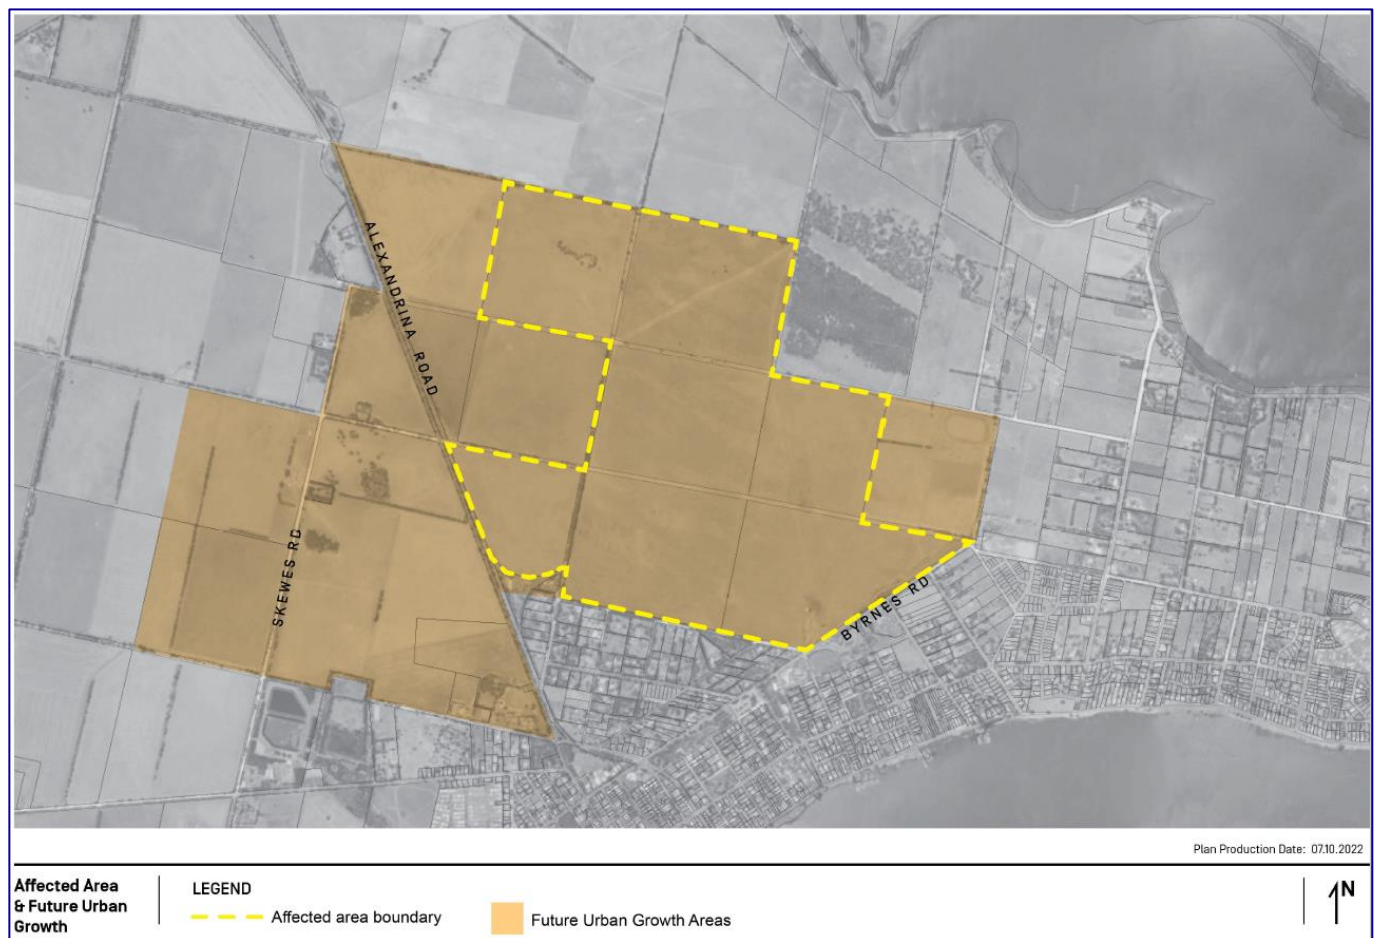 ALEXANDRINA ROAD
SKEWES RD
BYRNES RD
Plan Production Date: 07.10.2022
Affected Area
& Future Urban
Growth
LEGEND
Affected area boundary
Future Urban Growth Areas
N